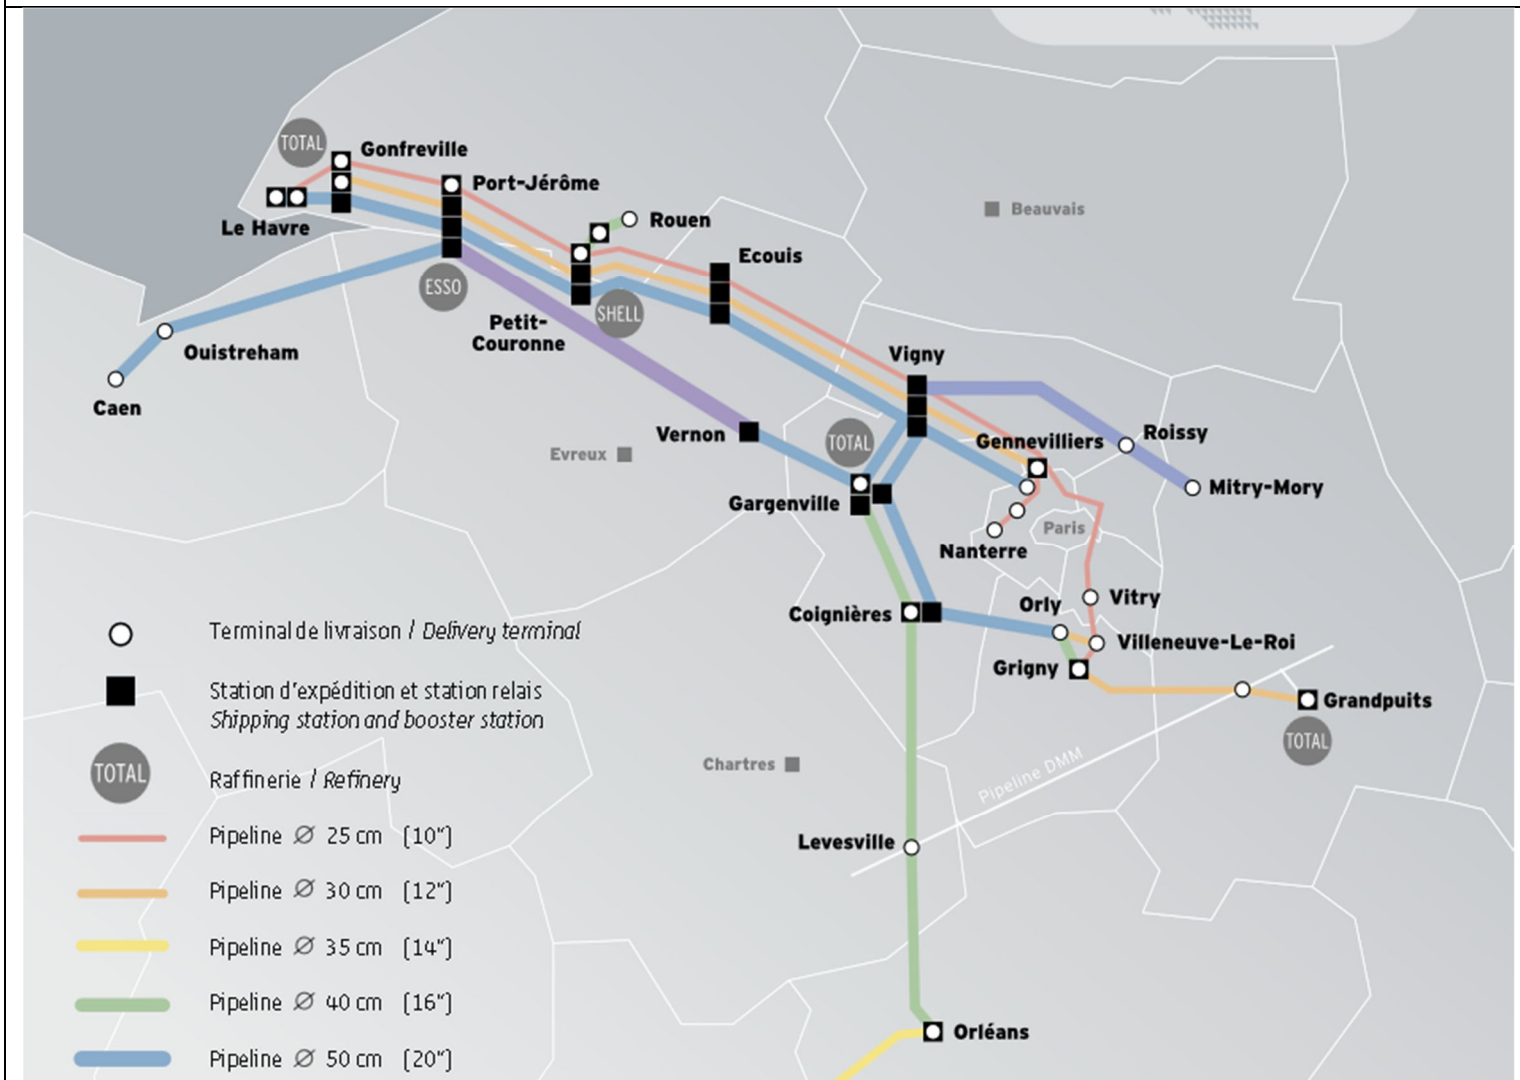 TOTAL
Gonfreville
Port-Jérôme
Le Havre
Rouen
Beauvais
Ecouis
ESSO
SHELL
Petit-
Couronne
Ouistreham
Caen
Vigny
Vernon
TOTAL
Evreux
Gennevilliers
Roissy
Gargenville
Mitry-Mory
Paris
Nanterre
Coignières
Orly
Vitry
Villeneuve-Le-Roi
Grigny
Grandpuits
TOTAL
Chartres
Pipeline DMM
Levesville
Orléans
Terminal de livraison / Delivery terminal
Station d'expédition et station relais
Shipping station and booster station
TOTAL
Raffinerie / Refinery
Pipeline ∅ 25 cm (10")
Pipeline ∅ 30 cm (12")
Pipeline ∅ 35 cm (14")
Pipeline ∅ 40 cm (16")
Pipeline ∅ 50 cm (20")